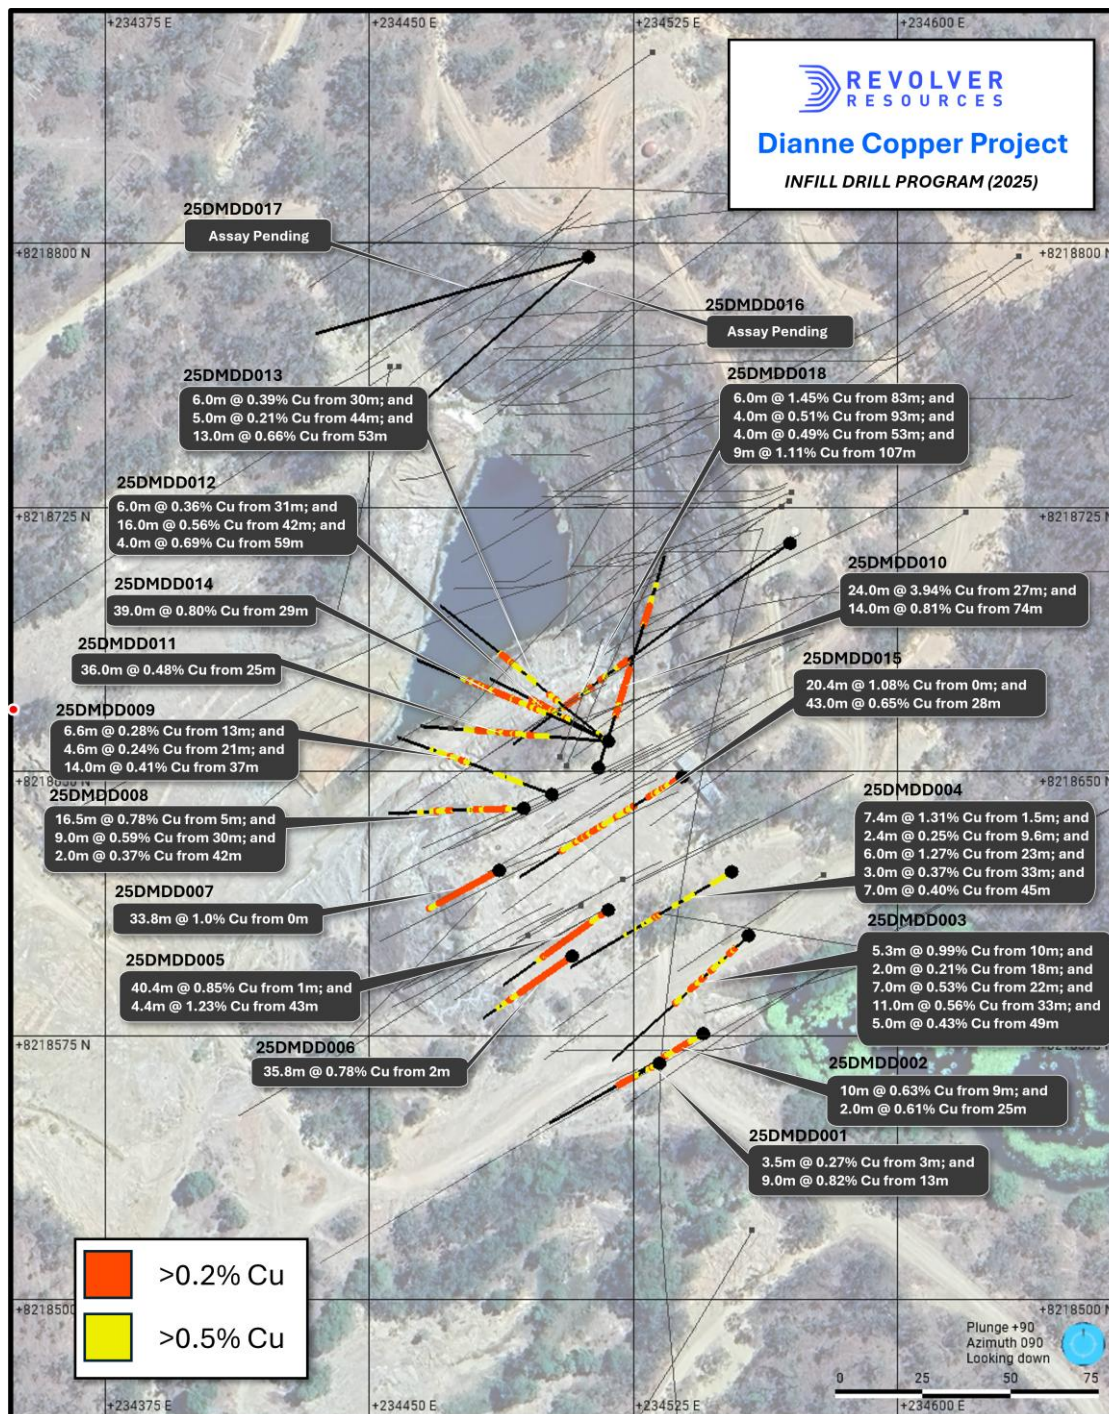 +234375 E
+234450 E
+234525 E
+234600 E
REVOLVER
RESOURCES
Dianne Copper Project
INFILL DRILL PROGRAM (2025)
25DMDD017
Assay Pending
+8218800 N
+8218800 N
25DMDD016
Assay Pending
25DMDD013
6.0m @ 0.39% Cu from 30m; and
5.0m @ 0.21% Cu from 44m; and
13.0m @ 0.66% Cu from 53m
25DMDD018
6.0m @ 1.45% Cu from 83m; and
4.0m @ 0.51% Cu from 93m; and
4.0m @ 0.49% Cu from 53m; and
9m @ 1.11% Cu from 107m
25DMDD012
6.0m @ 0.36% Cu from 31m; and
16.0m @ 0.56% Cu from 42m; and
4.0m @ 0.69% Cu from 59m
+8218725 N
+8218725 N
25DMDD014
39.0m @ 0.80% Cu from 29m
25DMDD010
24.0m @ 3.94% Cu from 27m; and
14.0m @ 0.81% Cu from 74m
25DMDD011
36.0m @ 0.48% Cu from 25m
25DMDD015
20.4m @ 1.08% Cu from 0m; and
43.0m @ 0.65% Cu from 28m
25DMDD009
6.6m @ 0.28% Cu from 13m; and
4.6m @ 0.24% Cu from 21m; and
14.0m @ 0.41% Cu from 37m
+8218650 N
+8218650 N
25DMDD008
16.5m @ 0.78% Cu from 5m; and
9.0m @ 0.59% Cu from 30m; and
2.0m @ 0.37% Cu from 42m
25DMDD004
7.4m @ 1.31% Cu from 1.5m; and
2.4m @ 0.25% Cu from 9.6m; and
6.0m @ 1.27% Cu from 23m; and
3.0m @ 0.37% Cu from 33m; and
7.0m @ 0.40% Cu from 45m
25DMDD007
33.8m @ 1.0% Cu from 0m
25DMDD003
5.3m @ 0.99% Cu from 10m; and
2.0m @ 0.21% Cu from 18m; and
7.0m @ 0.53% Cu from 22m; and
11.0m @ 0.56% Cu from 33m; and
5.0m @ 0.43% Cu from 49m
25DMDD005
40.4m @ 0.85% Cu from 1m; and
4.4m @ 1.23% Cu from 43m
+8218575 N
+8218575 N
25DMDD006
35.8m @ 0.78% Cu from 2m
25DMDD002
10m @ 0.63% Cu from 9m; and
2.0m @ 0.61% Cu from 25m
25DMDD001
3.5m @ 0.27% Cu from 3m; and
9.0m @ 0.82% Cu from 13m
>0.2% Cu
>0.5% Cu
+8218500 N
+8218500 N
Plunge +90
Azimuth 090
Looking down
0 25 50 75
+234375 E
+234450 E
+234525 E
+234600 E